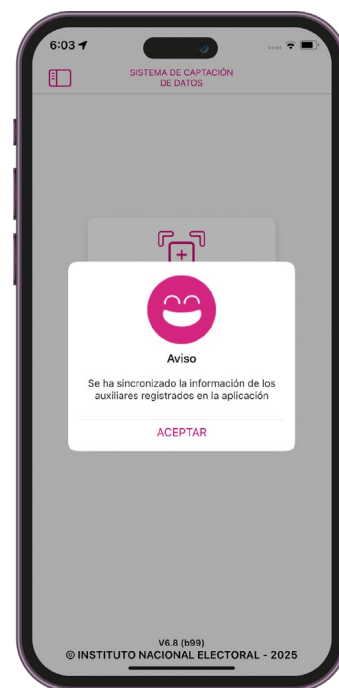 6:03
SISTEMA DE CAPTACIÓN
DE DATOS
Aviso
Se ha sincronizado la información de los
auxiliares registrados en la aplicación
ACEPTAR
V6.8 (b99)
© INSTITUTO NACIONAL ELECTORAL - 2025